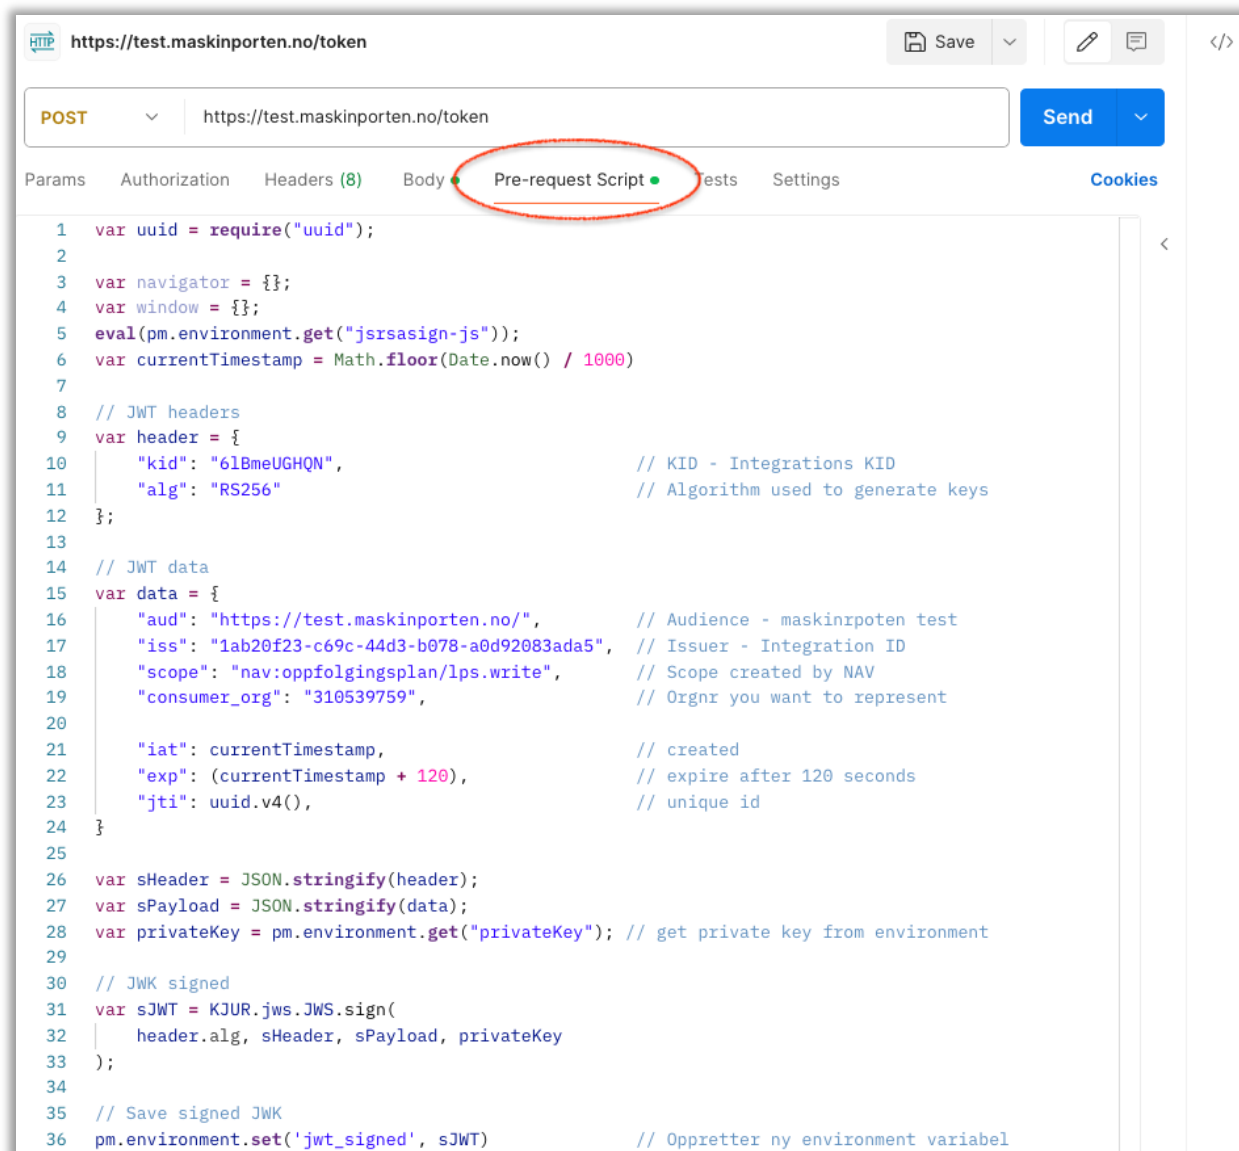 HTTP https://test.maskinporten.no/token Save </>
POST https://test.maskinporten.no/token Send
Params Authorization Headers (8) Body Pre-request Script Tests Settings Cookies
1 var uuid = require("uuid");
2
3 var navigator = {};
4 var window = {};
5 eval(pm.environment.get("jsrsasign-js"));
6 var currentTimestamp = Math.floor(Date.now() / 1000)
7
8 // JWT headers
9 var header = {
10 "kid": "6lBmeUGHQN", // KID - Integrations KID
11 "alg": "RS256" // Algorithm used to generate keys
12 };
13
14 // JWT data
15 var data = {
16 "aud": "https://test.maskinporten.no/", // Audience - maskinrpoten test
17 "iss": "1ab20f23-c69c-44d3-b078-a0d92083ada5", // Issuer - Integration ID
18 "scope": "nav:oppfolgingsplan/lps.write", // Scope created by NAV
19 "consumer_org": "310539759", // Orgnr you want to represent
20
21 "iat": currentTimestamp, // created
22 "exp": (currentTimestamp + 120), // expire after 120 seconds
23 "jti": uuid.v4(), // unique id
24 }
25
26 var sHeader = JSON.stringify(header);
27 var sPayload = JSON.stringify(data);
28 var privateKey = pm.environment.get("privateKey"); // get private key from environment
29
30 // JWK signed
31 var sJWT = KJUR.jws.JWS.sign(
32 header.alg, sHeader, sPayload, privateKey
33 );
34
35 // Save signed JWK
36 pm.environment.set('jwt_signed', sJWT) // Oppretter ny environment variabel